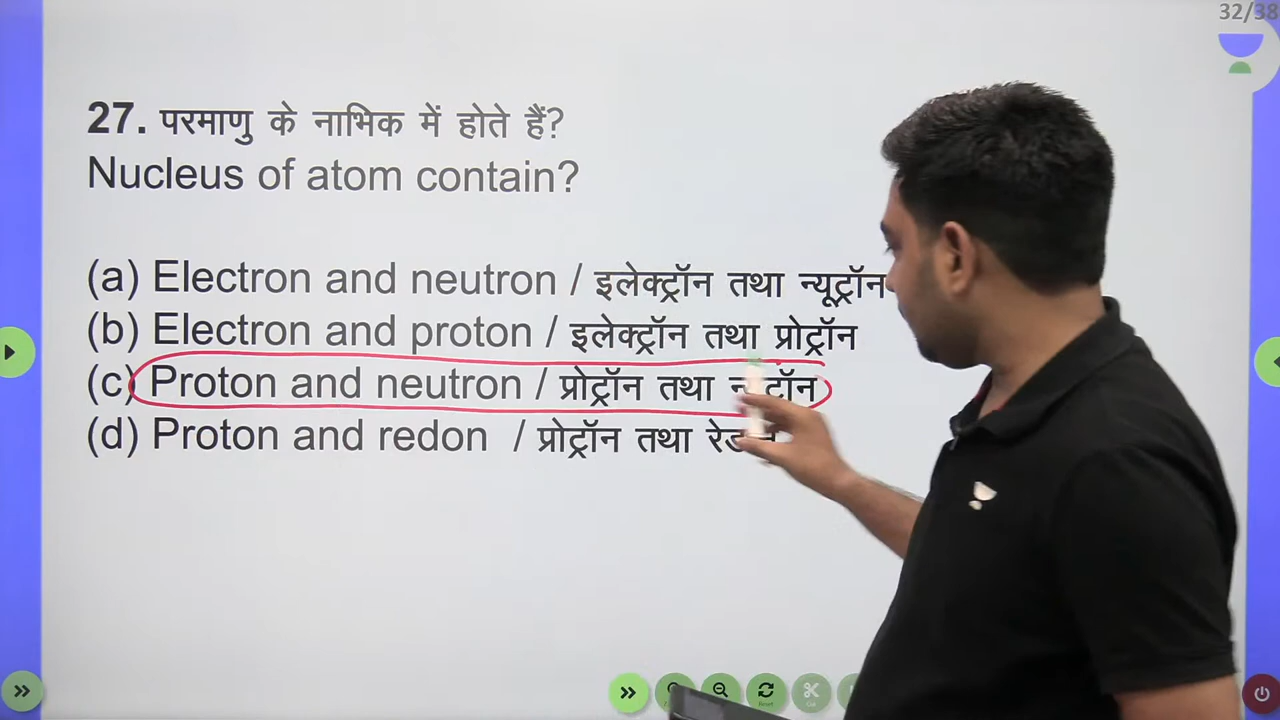 32/38
27. परमाणु के नाभिक में होते हैं?
Nucleus of atom contain?
(a) Electron and neutron / इलेक्ट्रॉन तथा न्यूट्रॉन
(b) Electron and proton / इलेक्ट्रॉन तथा प्रोट्रॉन
(c) Proton and neutron / प्रोट्रॉन तथा
(d) Proton and redon / प्रोट्रॉन तथा
Reset